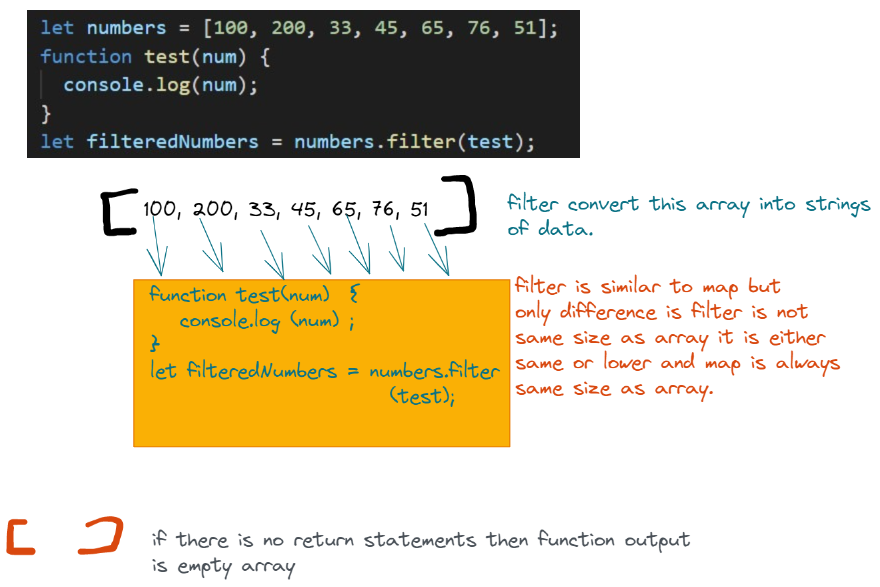 let numbers = [100, 200, 33, 45, 65, 76, 51];
function test(num) {
console.log(num);
}
let filteredNumbers = numbers.filter(test);
[100, 200, 33, 45, 65, 76, 51]
filter convert this array into strings
of data.
function test(num) {
console.log (num) ;
}
let filteredNumbers = numbers.filter
(test);
filter is similar to map but
only difference is filter is not
same size as array it is either
same or lower and map is always
same size as array.
[ ]
if there is no return statements then function output
is empty array